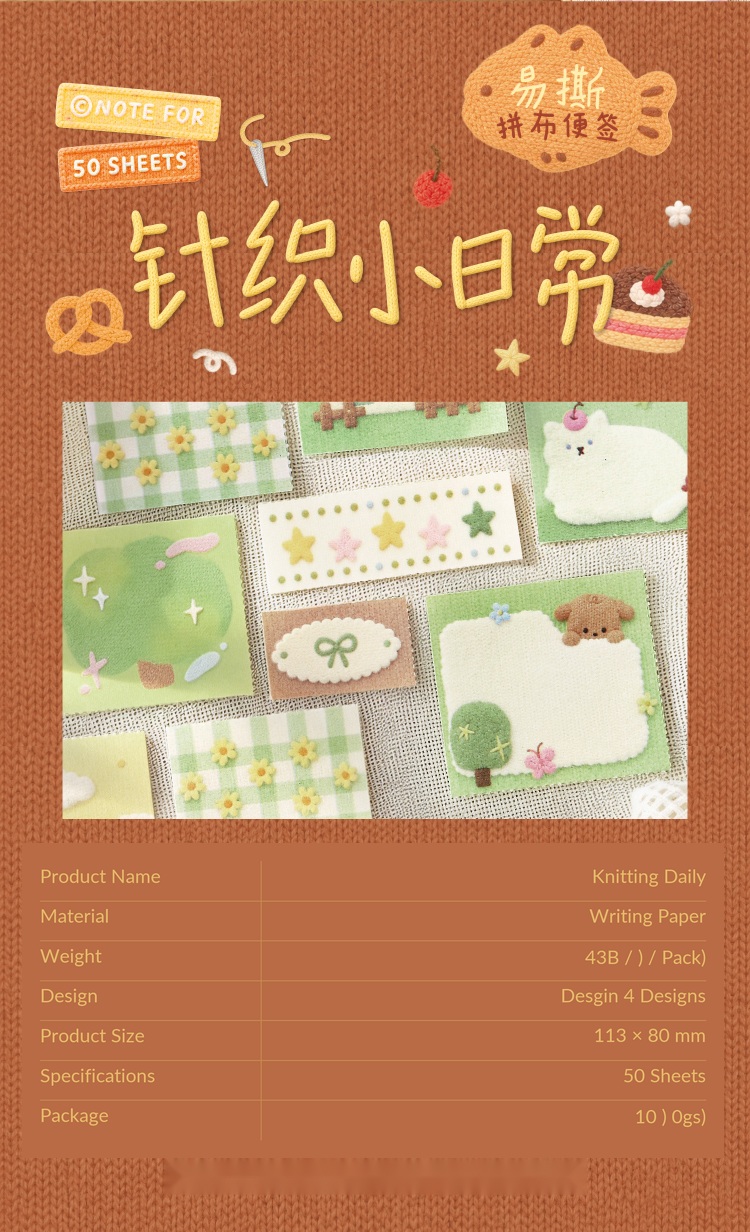 ©NOTE FOR
50 SHEETS
易撕
拼布便签
针织小日常
Product Name Knitting Daily
Material Writing Paper
Weight 43B / ) / Pack)
Design Desgin 4 Designs
Product Size 113 × 80 mm
Specifications 50 Sheets
Package 10 ) 0gs)